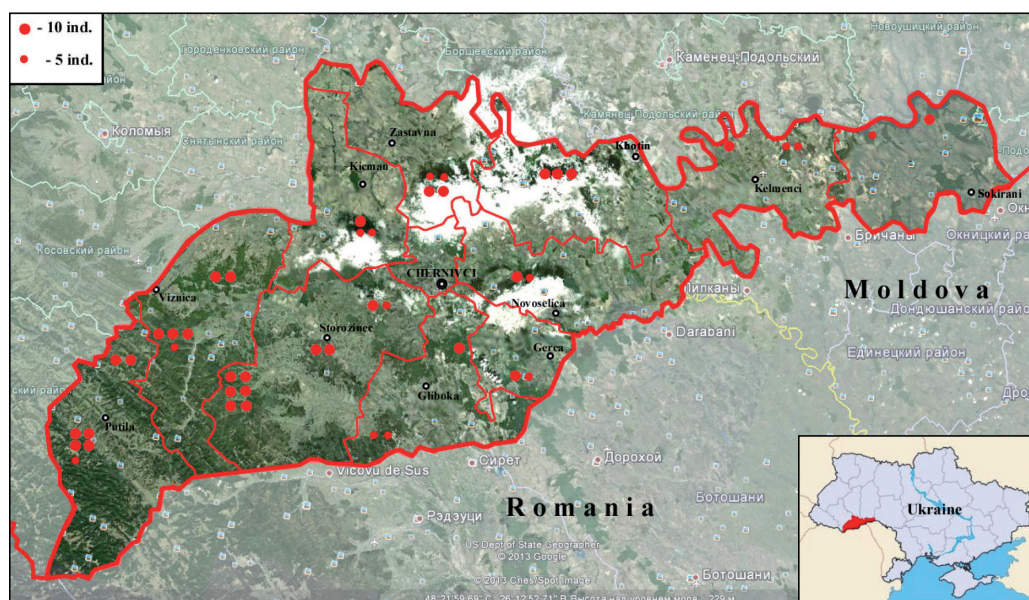 - 10 ind.
- 5 ind.
Городенковский район
Борщевский район
Новоушицкий район
Каменец-Подольский
Коломыя
Снятынский район
Zastavna
Камянец-Подольский район
Khotin
Kicman
Kelmenci
Sokirani
Косовский район
Бричаны
Окницкий район
CHERNIVCI
Viznica
Липканы
Moldova
Novoselica
Дондюшанский район
Storozinec
Darabani
Gerca
Единецкий район
Gliboka
Putila
Vicovu de Sus
Сирет
Дорохой
Romania
Ботошани
Рэдэуци
Ukraine
US Dept of State Geographer
© 2013 Google
© 2013 Cnes/Spot Image
Ботошани